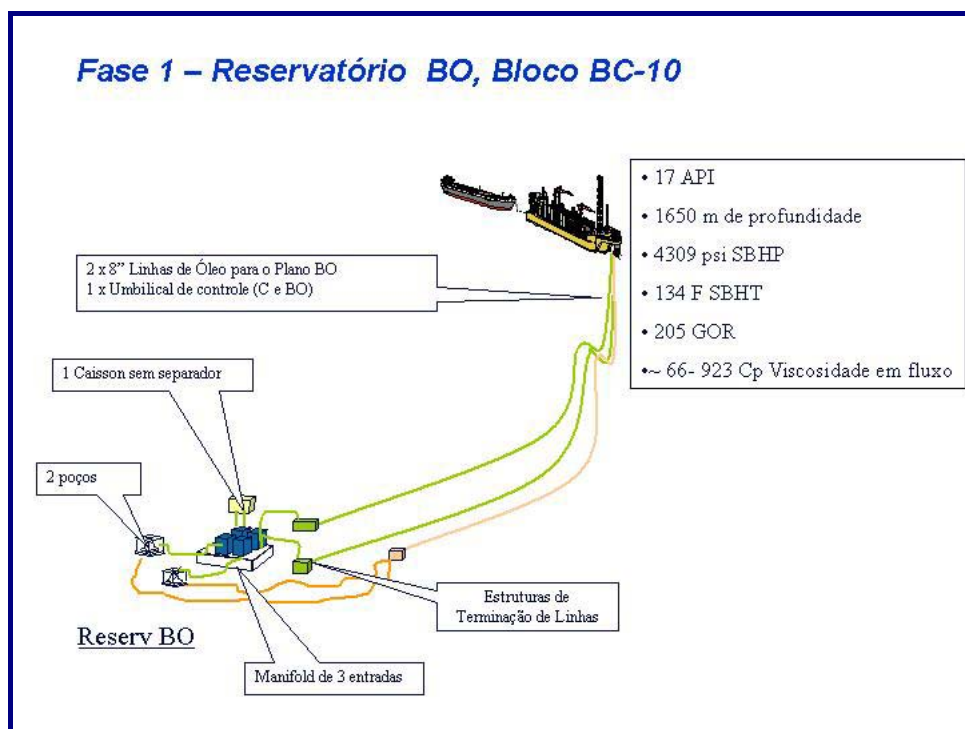 Fase 1 – Reservatório BO, Bloco BC-10
• 17 API
• 1650 m de profundidade
• 4309 psi SBHP
• 134 F SBHT
• 205 GOR
•~ 66- 923 Cp Viscosidade em fluxo
2 x 8” Linhas de Óleo para o Plano BO
1 x Umbilical de controle (C e BO)
1 Caisson sem separador
2 poços
Estruturas de
Terminação de Linhas
Reserv BO
Manifold de 3 entradas